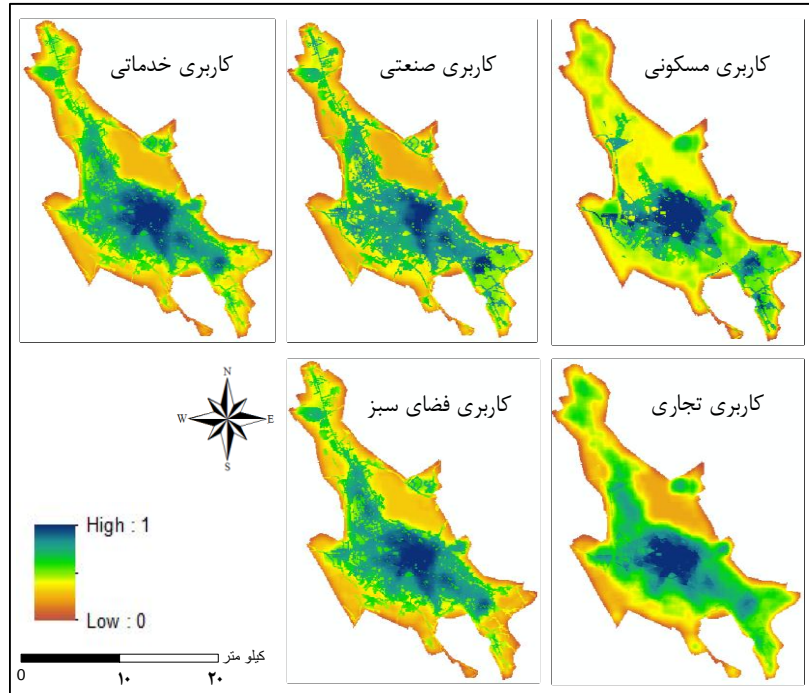 کاربری مسکونی
کاربری صنعتی
کاربری خدماتی
کاربری تجاری
کاربری فضای سبز
N
W E
S
High : 1
Low : 0
کیلو متر
0 ۱۰ ۲۰